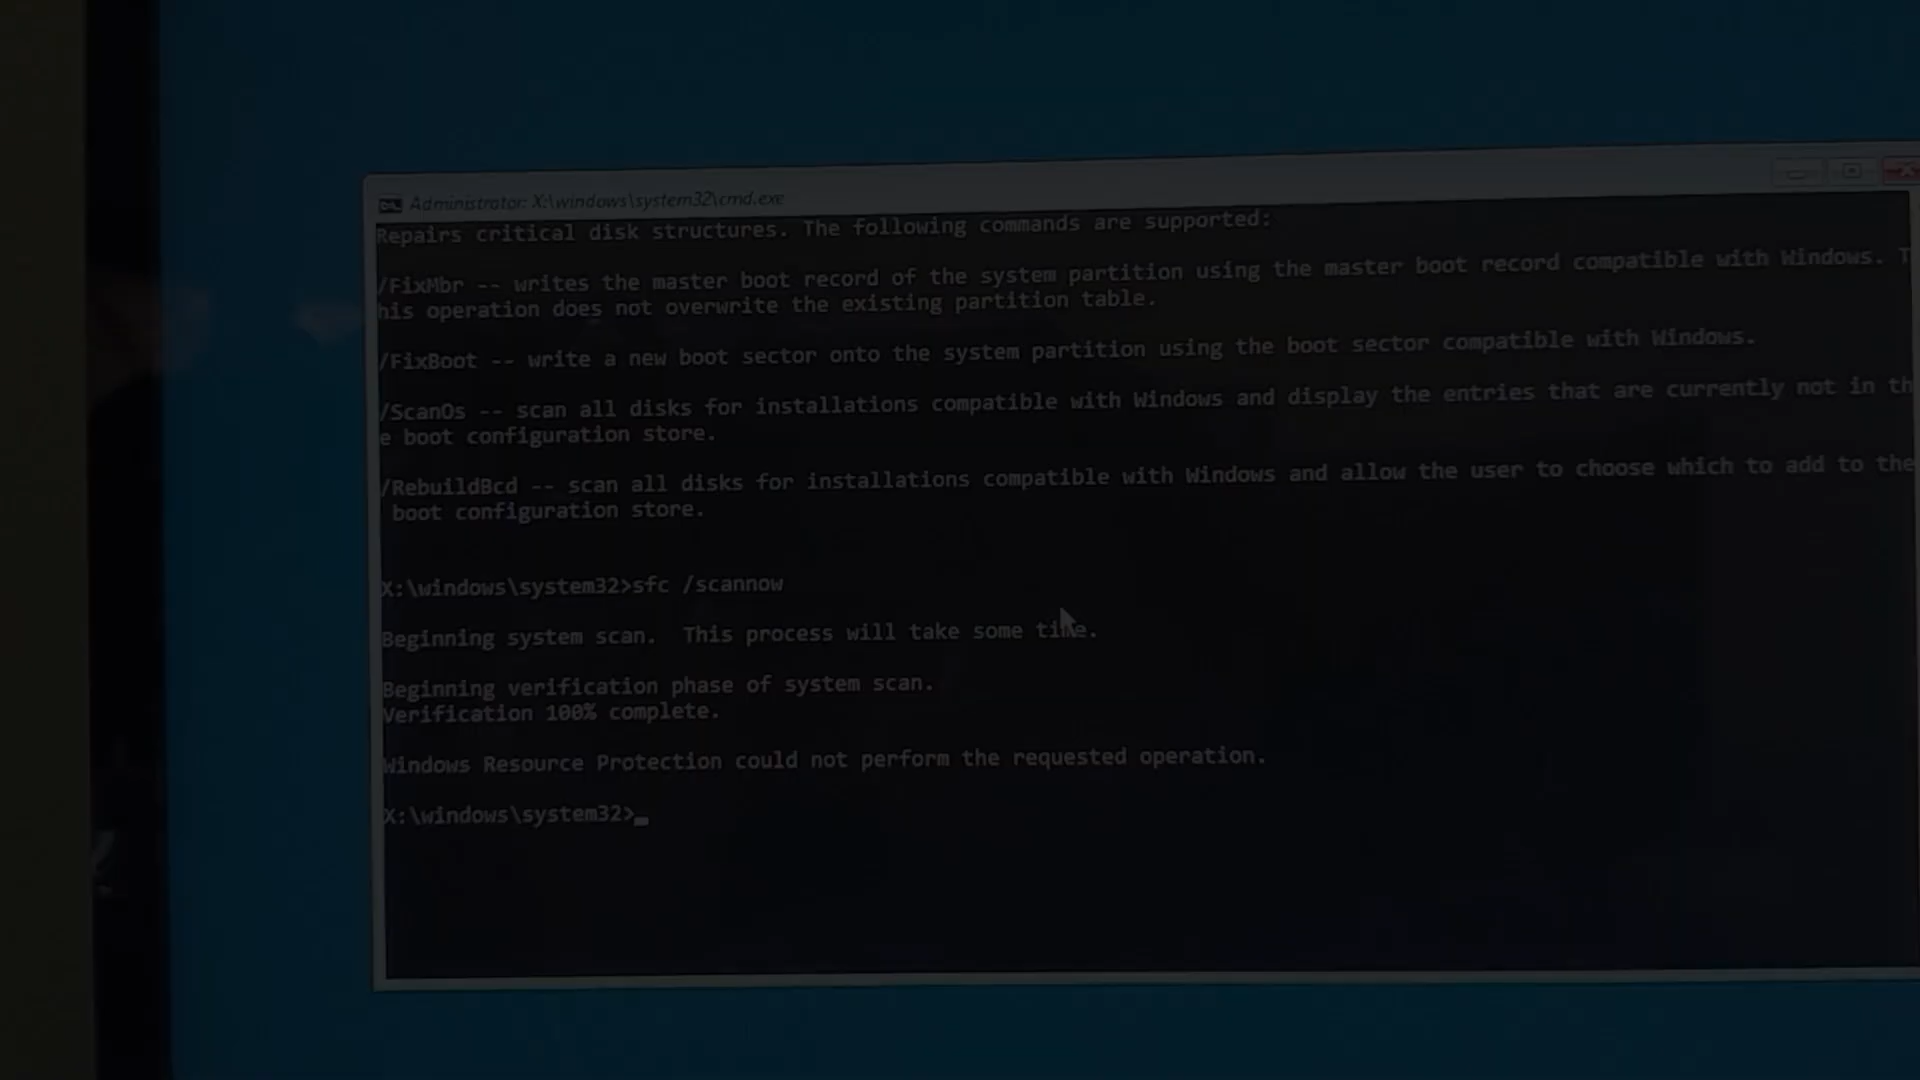 Administrator: X:\windows\system32\cmd.exe
Repairs critical disk structures. The following commands are supported:
/FixMbr -- writes the master boot record of the system partition using the master boot record compatible with Windows. T
his operation does not overwrite the existing partition table.
/FixBoot -- write a new boot sector onto the system partition using the boot sector compatible with Windows.
/ScanOs -- scan all disks for installations compatible with Windows and display the entries that are currently not in th
e boot configuration store.
/RebuildBcd -- scan all disks for installations compatible with Windows and allow the user to choose which to add to the
boot configuration store.
X:\windows\system32>sfc /scannow
Beginning system scan.  This process will take some time.
Beginning verification phase of system scan.
Verification 100% complete.
Windows Resource Protection could not perform the requested operation.
X:\windows\system32>